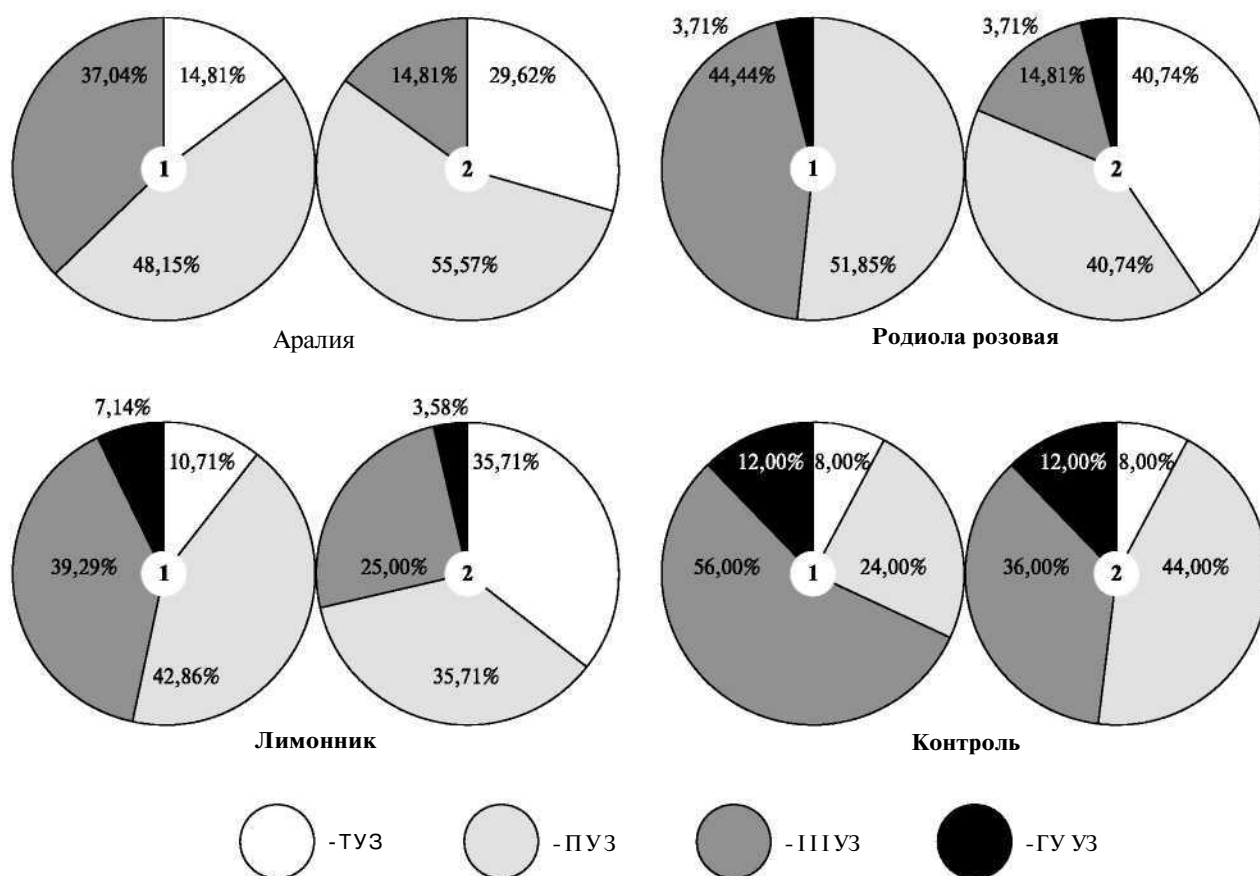 3,71% 3,71%
37,04% 14,81% 14,81% 29,62% 44,44% 14,81% 40,74%
1 2 1 2
48,15% 55,57% 51,85% 40,74%
Аралия Родиола розовая
7,14% 3,58%
10,71% 35,71% 12,00% 8,00% 12,00% 8,00%
39,29% 1 25,00% 2 56,00% 1 24,00% 36,00% 2 44,00%
42,86% 35,71%
Лимонник Контроль
-ТУЗ -ПУЗ -IIIУЗ -ГУ УЗ